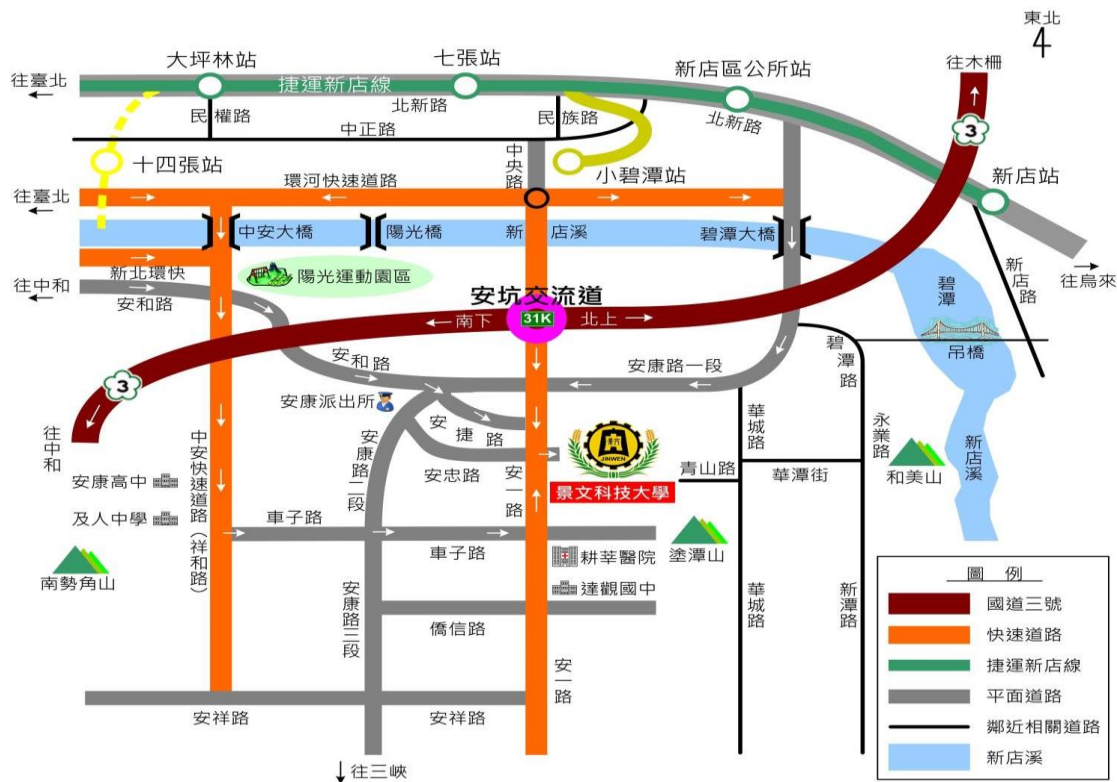 東北
4
往木柵
往臺北
大坪林站
七張站
新店區公所站
捷運新店線
北新路
北新路
民權路
中正路
民族路
3
十四張站
中央路
小碧潭站
新店站
往臺北
環河快速道路
中安大橋
陽光橋
新店溪
碧潭大橋
往烏來
新店路
新北環快
往中和
安和路
陽光運動園區
安坑交流道
31K
南下
北上
碧潭
吊橋
碧潭路
安和路
安康路一段
3
往中和
安康派出所
安捷路
安康路二段
安忠路
安一路
JINWEN
景文科技大學
華城路
青山路
華潭街
永業路
和美山
新店溪
安康高中
及人中學
中安快速道路(祥和路)
南勢角山
車子路
車子路
耕莘醫院
達觀國中
塗潭山
安康路三段
僑信路
華城路
新潭路
安一路
安祥路
安祥路
往三峽
圖 例
國道三號
快速道路
捷運新店線
平面道路
鄰近相關道路
新店溪